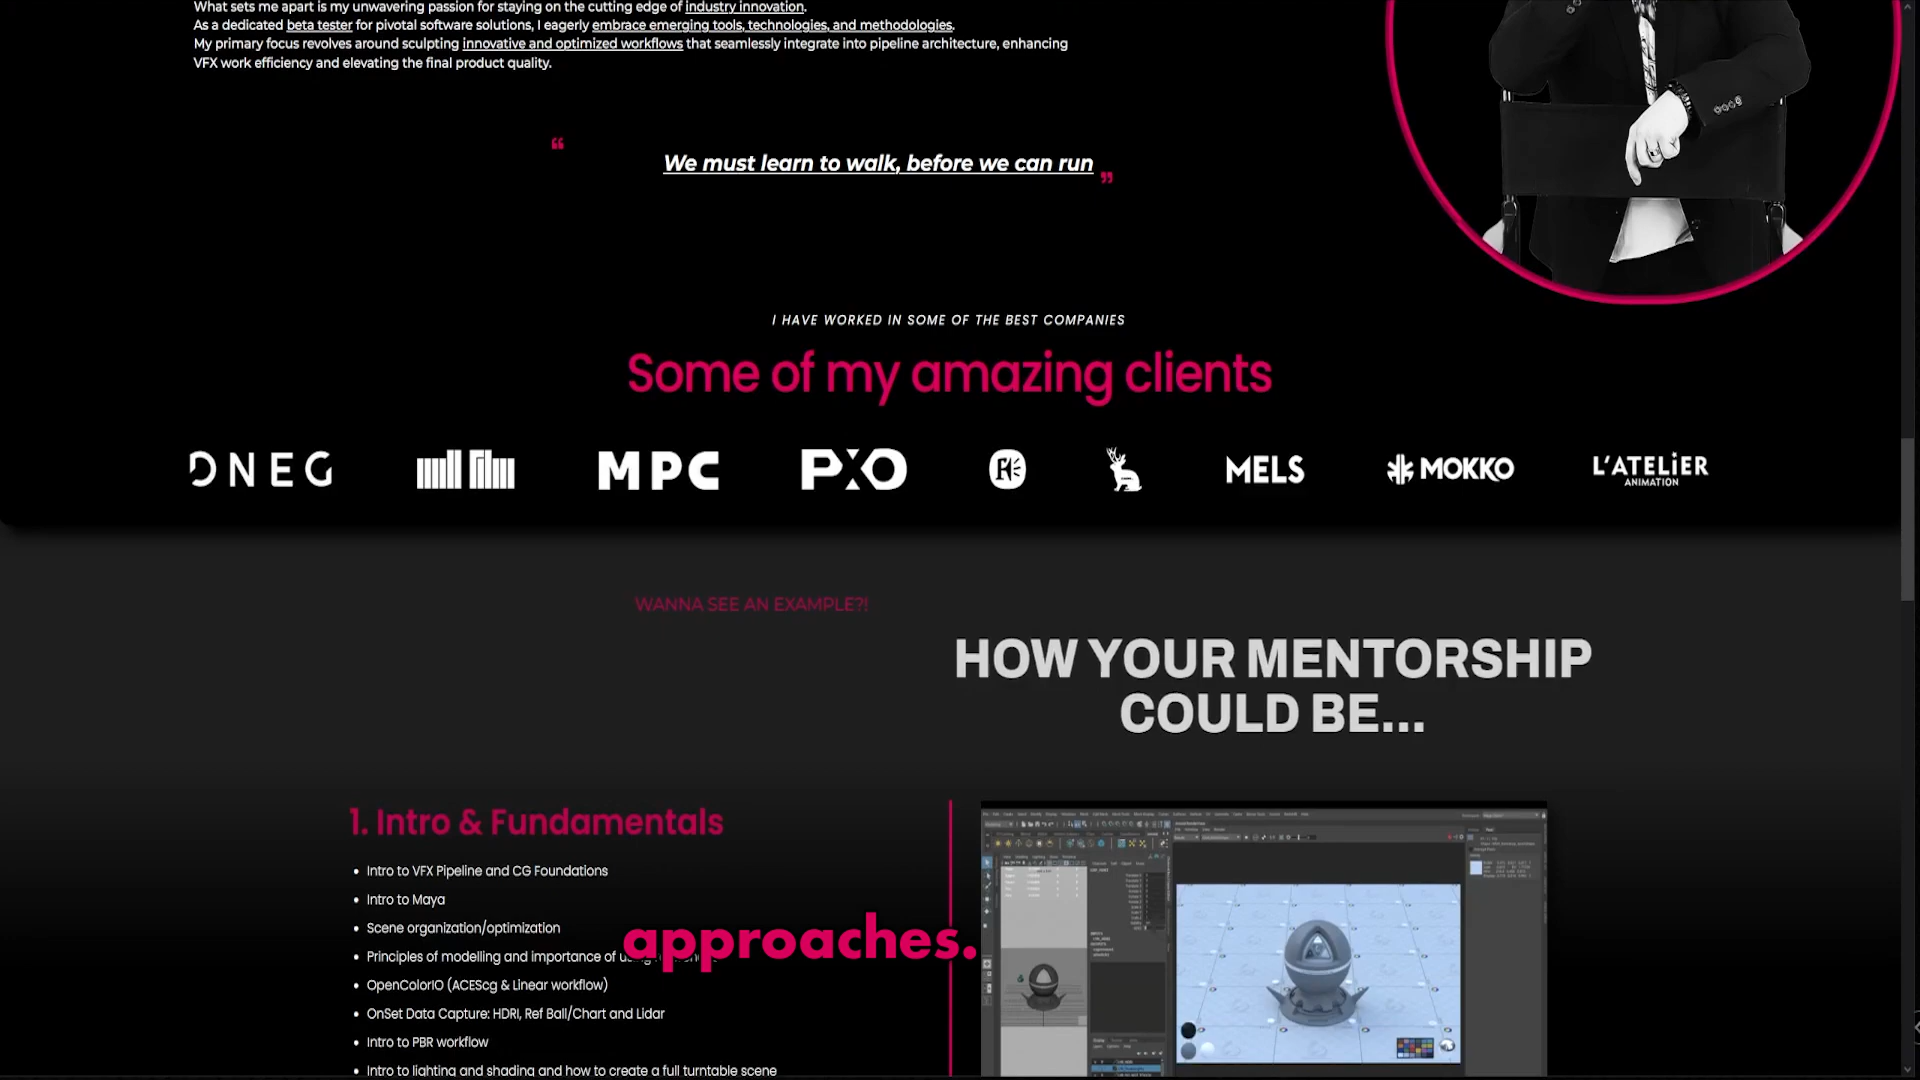 What sets me apart is my unwavering passion for staying on the cutting edge of industry innovation.
As a dedicated beta tester for pivotal software solutions, I eagerly embrace emerging tools, technologies, and methodologies.
My primary focus revolves around sculpting innovative and optimized workflows that seamlessly integrate into pipeline architecture, enhancing
VFX work efficiency and elevating the final product quality.
“ We must learn to walk, before we can run ”
I HAVE WORKED IN SOME OF THE BEST COMPANIES
Some of my amazing clients
DNEG
MPC
PXO
MELS
MOKKO
L'ATELIER
ANIMATION
WANNA SEE AN EXAMPLE?!
HOW YOUR MENTORSHIP
COULD BE...
1. Intro & Fundamentals
• Intro to VFX Pipeline and CG Foundations
• Intro to Maya
• Scene organization/optimization
• Principles of modelling and importance of
approaches.
• OpenColorIO (ACEScg & Linear workflow)
• OnSet Data Capture: HDRI, Ref Ball/Chart and Lidar
• Intro to PBR workflow
• Intro to lighting and shading and how to create a full turntable scene